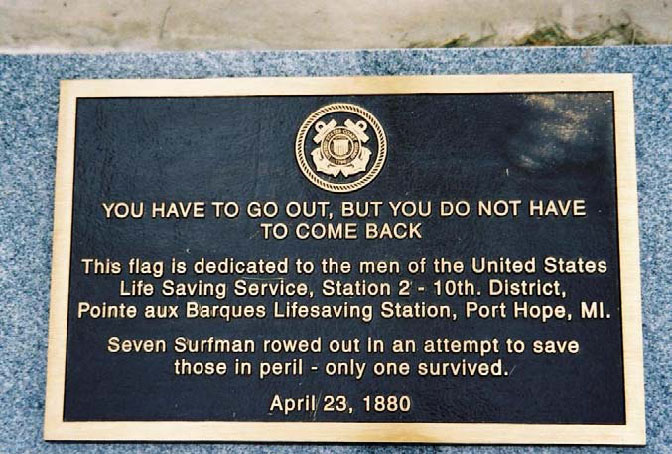 YOU HAVE TO GO OUT, BUT YOU DO NOT HAVE
TO COME BACK
This flag is dedicated to the men of the United States
Life Saving Service, Station 2 - 10th. District,
Pointe aux Barques Lifesaving Station, Port Hope, MI.
Seven Surfman rowed out in an attempt to save
those in peril - only one survived.
April 23, 1880